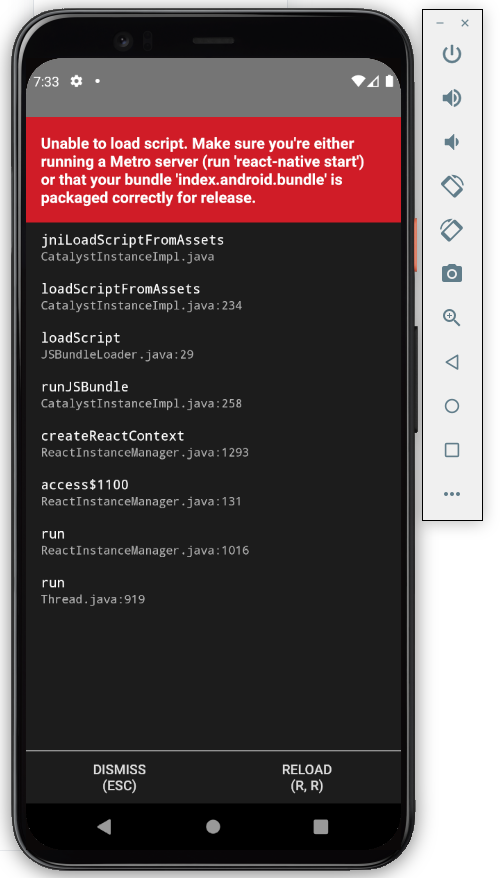 7:33
Unable to load script. Make sure you're either
running a Metro server (run 'react-native start')
or that your bundle 'index.android.bundle' is
packaged correctly for release.
jniLoadScriptFromAssets
CatalystInstanceImpl.java
loadScriptFromAssets
CatalystInstanceImpl.java:234
loadScript
JSBundleLoader.java:29
runJSBundle
CatalystInstanceImpl.java:258
createReactContext
ReactInstanceManager.java:1293
access$1100
ReactInstanceManager.java:131
run
ReactInstanceManager.java:1016
run
Thread.java:919
DISMISS
(ESC)
RELOAD
(R, R)